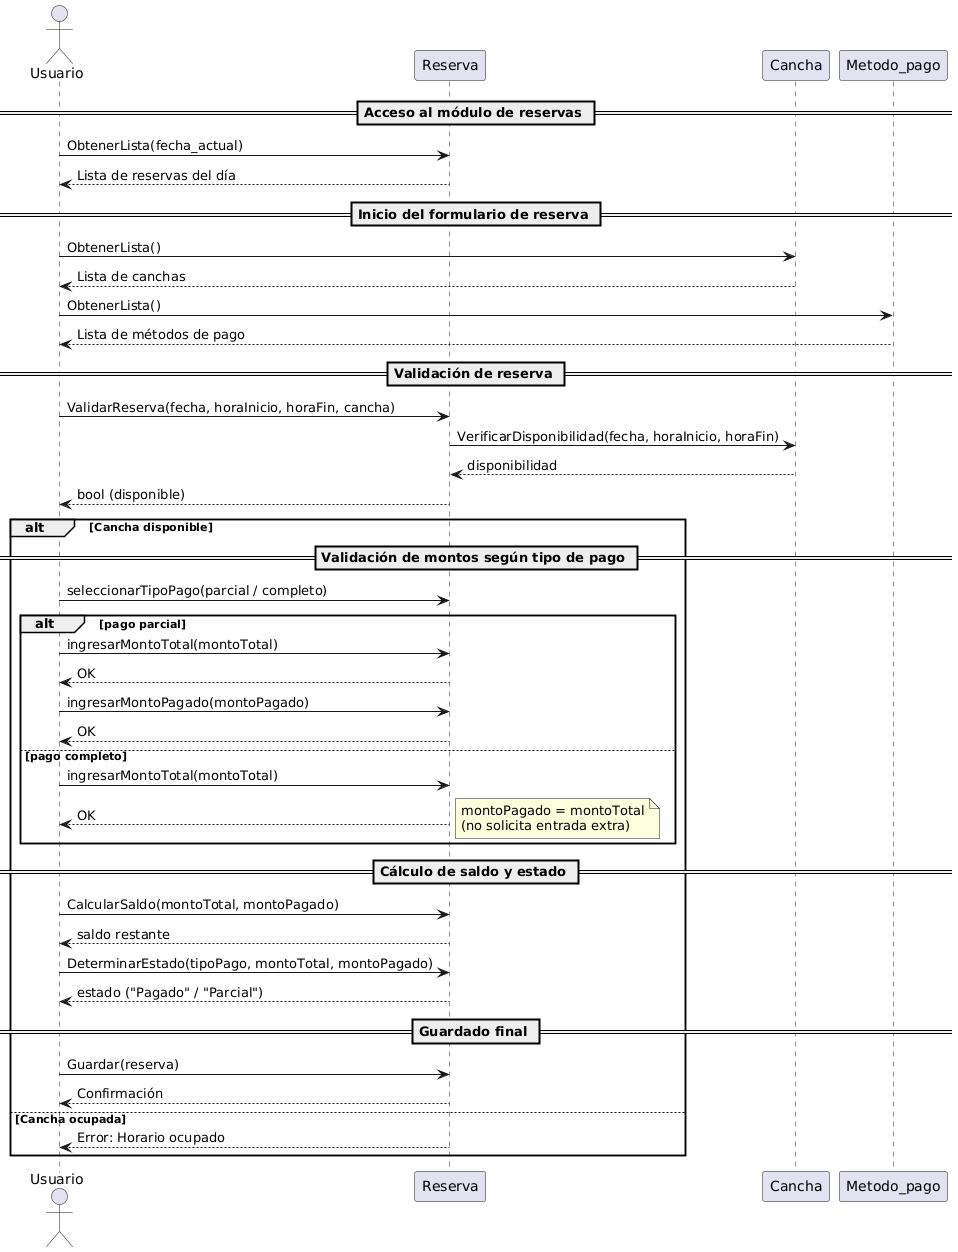 Usuario
Reserva
Cancha
Metodo_pago
Acceso al módulo de reservas
ObtenerLista(fecha_actual)
Lista de reservas del día
Inicio del formulario de reserva
ObtenerLista()
Lista de canchas
ObtenerLista()
Lista de métodos de pago
Validación de reserva
ValidarReserva(fecha, horaInicio, horaFin, cancha)
VerificarDisponibilidad(fecha, horaInicio, horaFin)
disponibilidad
bool (disponible)
alt [Cancha disponible]
Validación de montos según tipo de pago
seleccionarTipoPago(parcial / completo)
alt [pago parcial]
ingresarMontoTotal(montoTotal)
OK
ingresarMontoPagado(montoPagado)
OK
[pago completo]
ingresarMontoTotal(montoTotal)
OK
montoPagado = montoTotal
(no solicita entrada extra)
Cálculo de saldo y estado
CalcularSaldo(montoTotal, montoPagado)
saldo restante
DeterminarEstado(tipoPago, montoTotal, montoPagado)
estado ("Pagado" / "Parcial")
Guardado final
Guardar(reserva)
Confirmación
[Cancha ocupada]
Error: Horario ocupado
Usuario
Reserva
Cancha
Metodo_pago